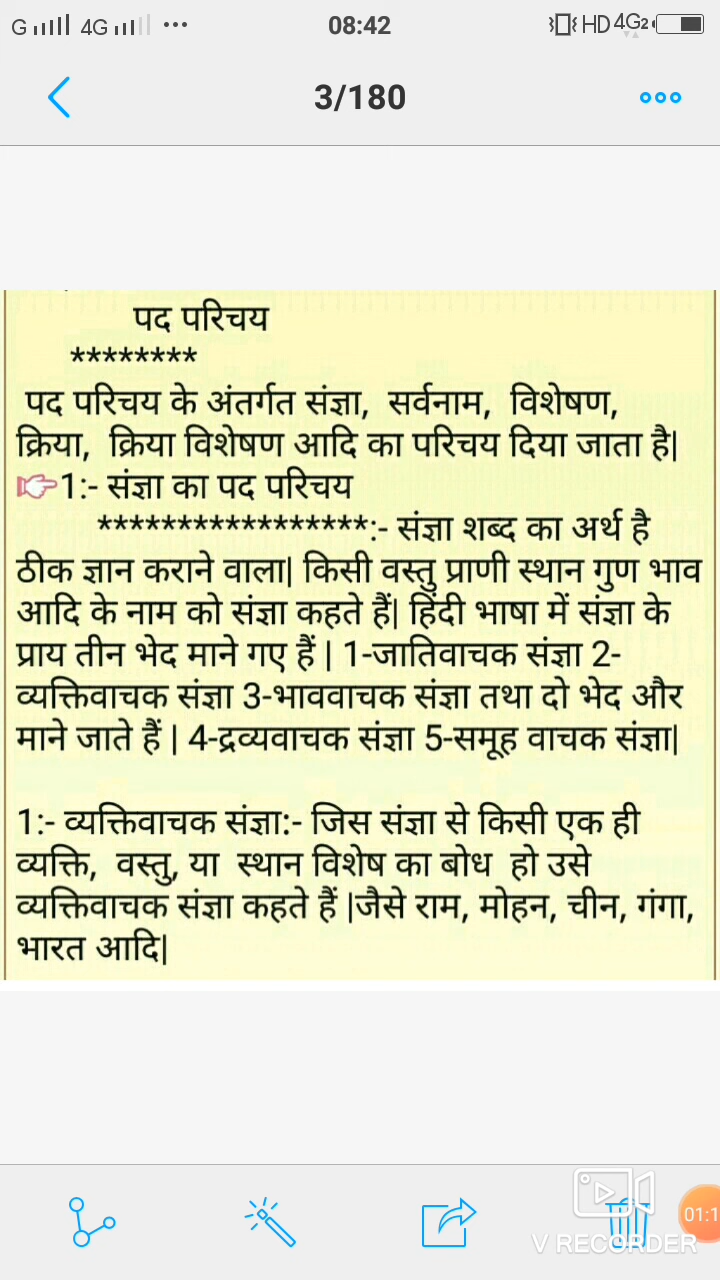 G 4G ... 08:42 HD 4G2
3/180
पद परिचय
********
पद परिचय के अंतर्गत संज्ञा, सर्वनाम, विशेषण,
क्रिया, क्रिया विशेषण आदि का परिचय दिया जाता है|
1:- संज्ञा का पद परिचय
*****************:- संज्ञा शब्द का अर्थ है
ठीक ज्ञान कराने वाला| किसी वस्तु प्राणी स्थान गुण भाव
आदि के नाम को संज्ञा कहते हैं| हिंदी भाषा में संज्ञा के
प्राय तीन भेद माने गए हैं | 1-जातिवाचक संज्ञा 2-
व्यक्तिवाचक संज्ञा 3-भाववाचक संज्ञा तथा दो भेद और
माने जाते हैं | 4-द्रव्यवाचक संज्ञा 5-समूह वाचक संज्ञा|
1:- व्यक्तिवाचक संज्ञा:- जिस संज्ञा से किसी एक ही
व्यक्ति, वस्तु, या स्थान विशेष का बोध हो उसे
व्यक्तिवाचक संज्ञा कहते हैं |जैसे राम, मोहन, चीन, गंगा,
भारत आदि|
01:1
V RECORDER